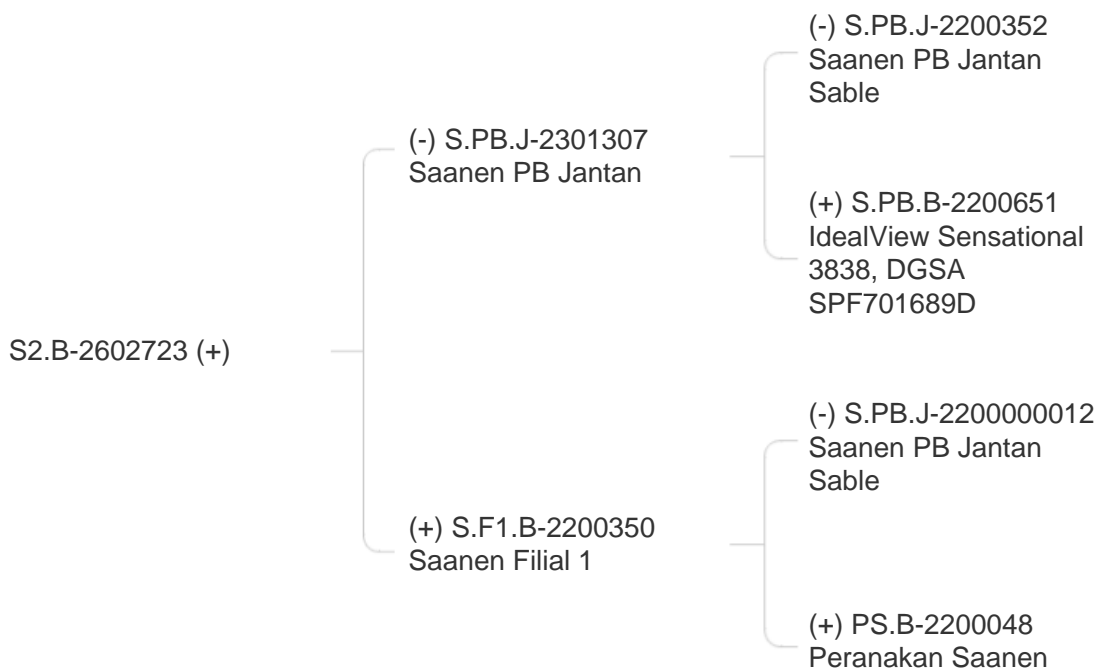 (-) S.PB.J-2200352
Saanen PB Jantan
Sable
(-) S.PB.J-2301307
Saanen PB Jantan
(+) S.PB.B-2200651
IdealView Sensational
3838, DGSA
SPF701689D
S2.B-2602723 (+)
(-) S.PB.J-2200000012
Saanen PB Jantan
Sable
(+) S.F1.B-2200350
Saanen Filial 1
(+) PS.B-2200048
Peranakan Saanen